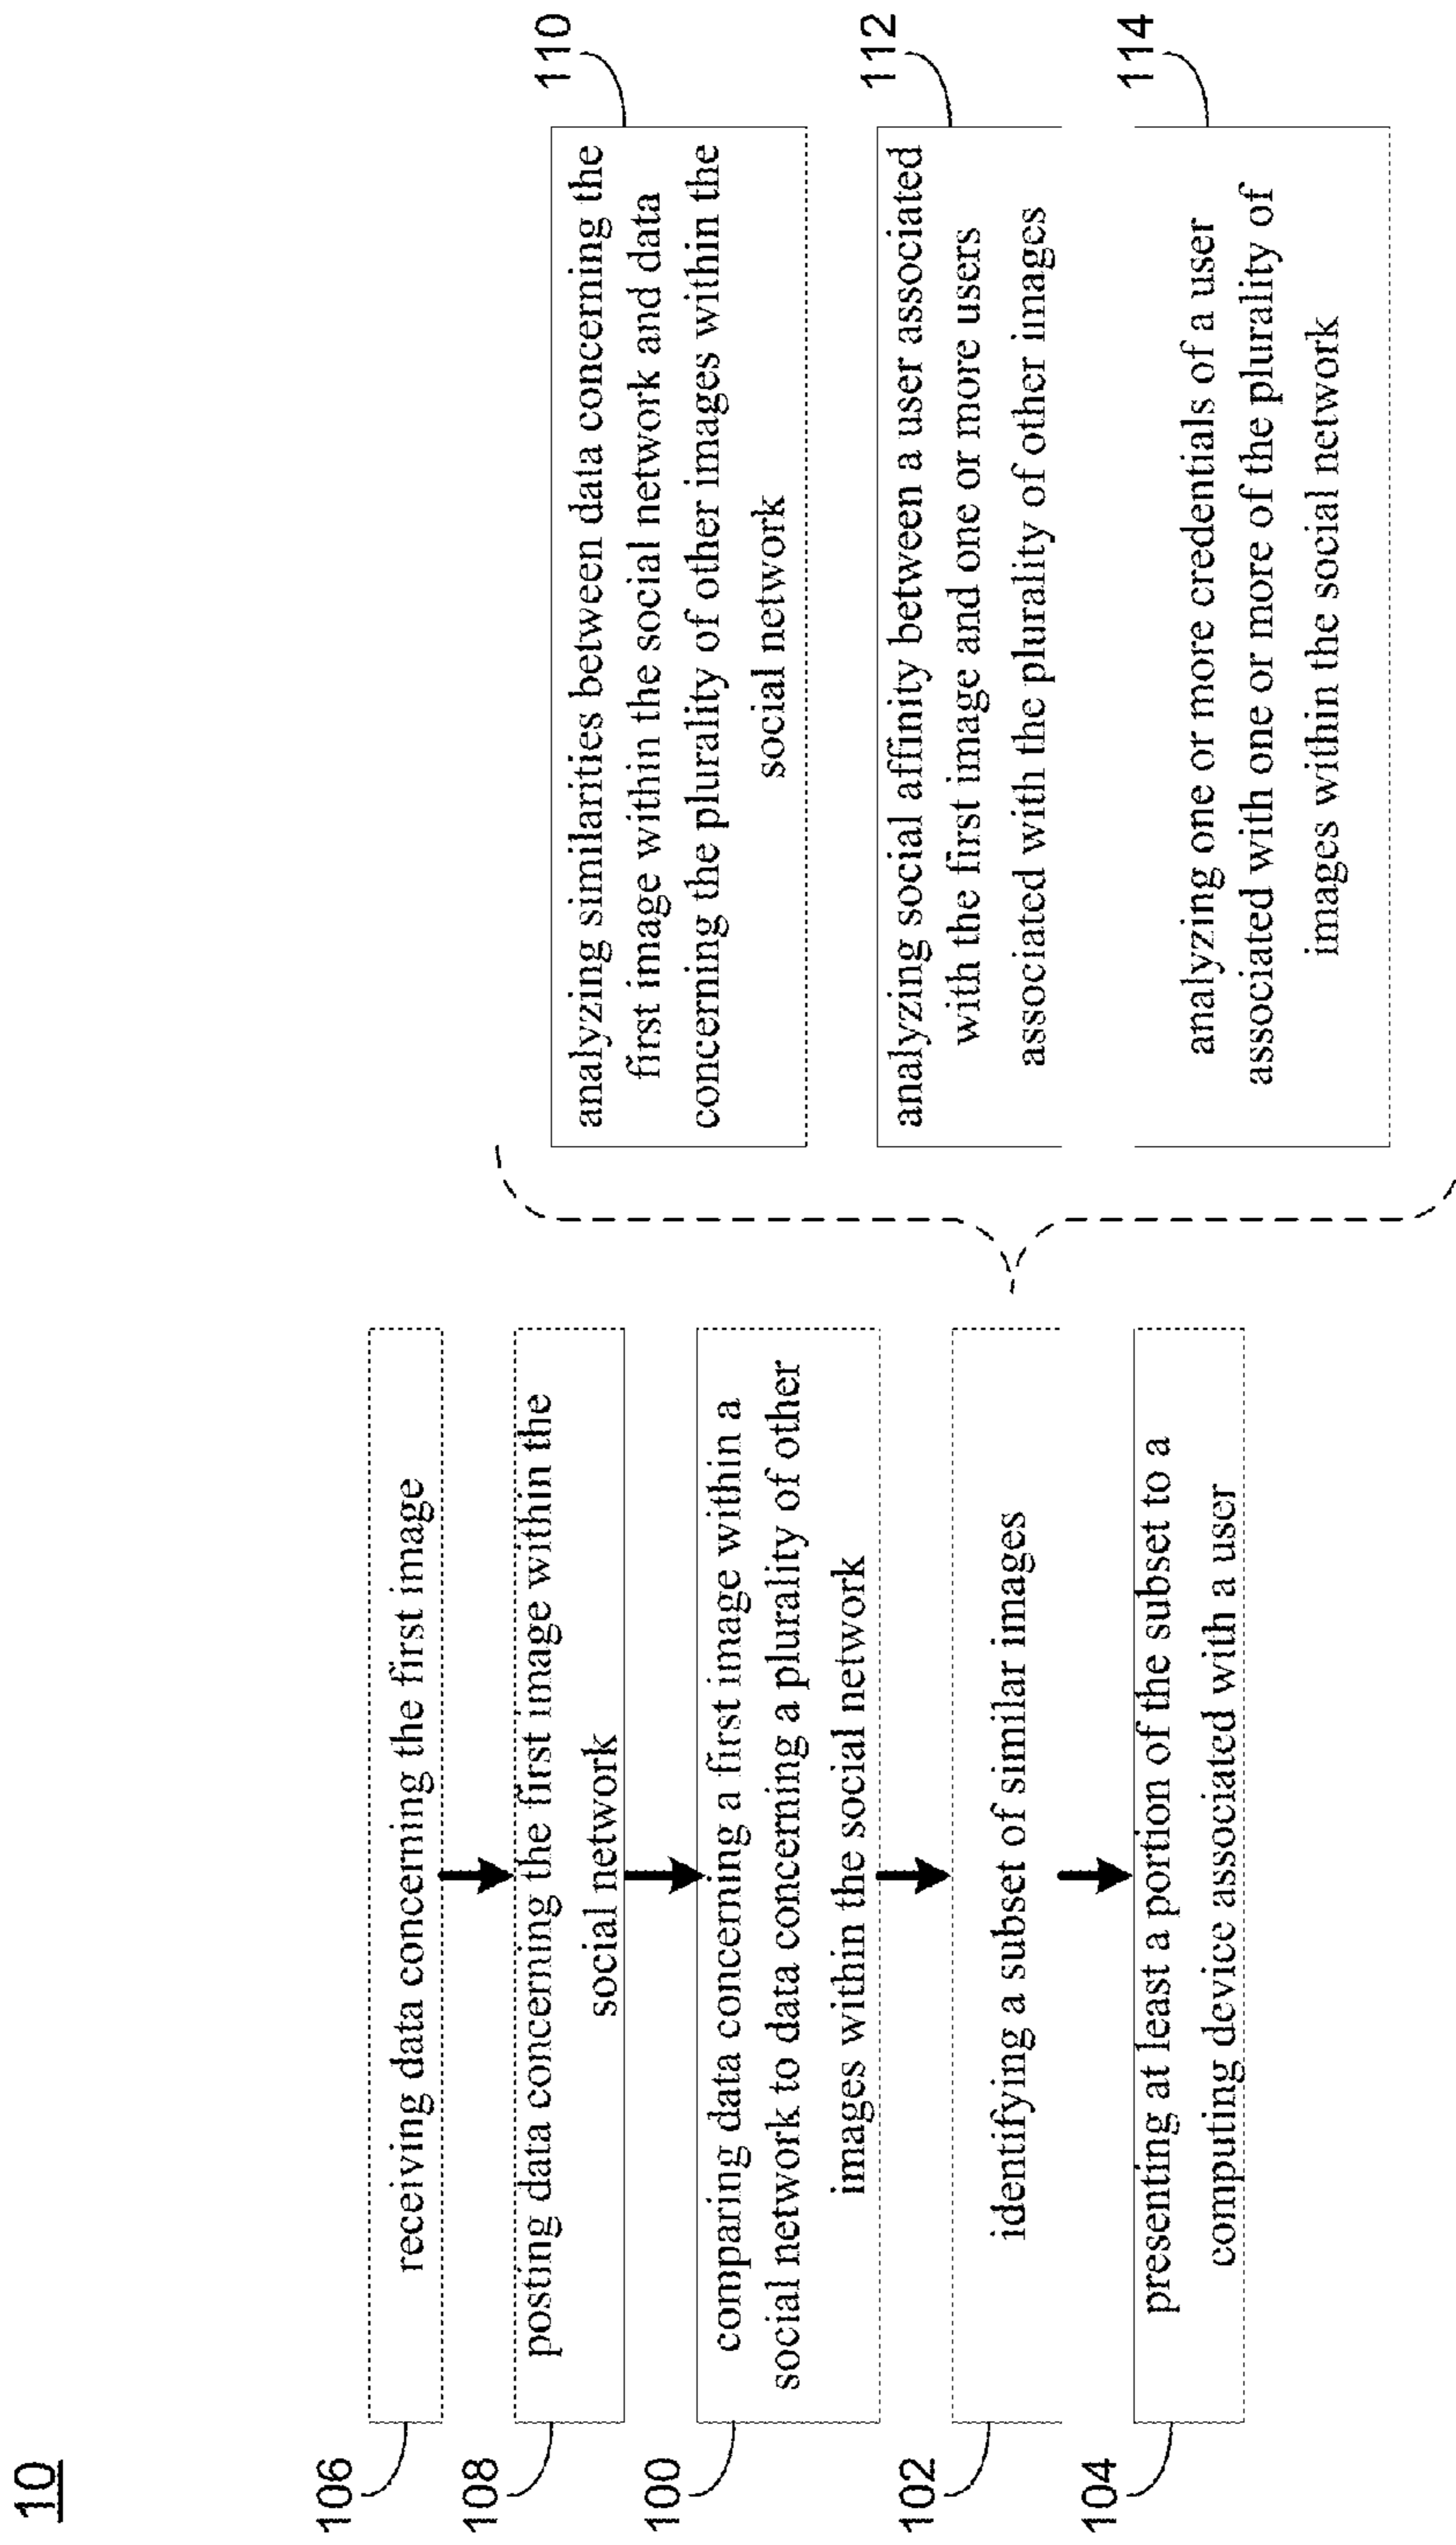 10
106
receiving data concerning the first image
108
posting data concerning the first image within the
social network
100
comparing data concerning a first image within a
social network to data concerning a plurality of other
images within the social network
102
identifying a subset of similar images
104
presenting at least a portion of the subset to a
computing device associated with a user
110
analyzing similarities between data concerning the
first image within the social network and data
concerning the plurality of other images within the
social network
112
analyzing social affinity between a user associated
with the first image and one or more users
associated with the plurality of other images
114
analyzing one or more credentials of a user
associated with one or more of the plurality of
images within the social network